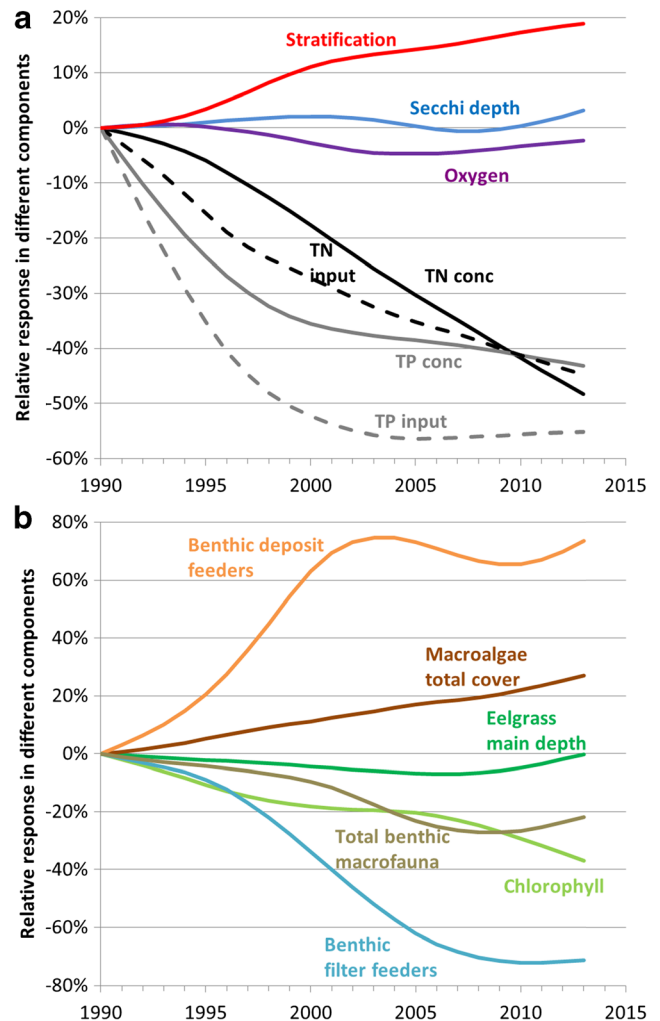 a
Relative response in different components
20%
10%
0%
-10%
-20%
-30%
-40%
-50%
-60%
Stratification
Secchi depth
Oxygen
TN
input
TN conc
TP conc
TP input
1990
1995
2000
2005
2010
2015
b
Relative response in different components
80%
60%
40%
20%
0%
-20%
-40%
-60%
-80%
Benthic deposit
feeders
Macroalgae
total cover
Eelgrass
main depth
Total benthic
macrofauna
Chlorophyll
Benthic
filter feeders
1990
1995
2000
2005
2010
2015